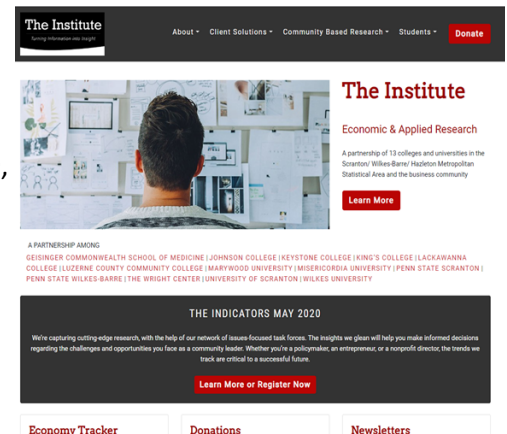 ,
The Institute
Turning Information into Insight
About Client Solutions Community Based Research Students Donate
The Institute
Economic & Applied Research
A partnership of 13 colleges and universities in the
Scranton/ Wilkes-Barre/ Hazleton Metropolitan
Statistical Area and the business community
Learn More
A PARTNERSHIP AMONG
GEISINGER COMMONWEALTH SCHOOL OF MEDICINE | JOHNSON COLLEGE | KEYSTONE COLLEGE | KING'S COLLEGE | LACKAWANNA
COLLEGE | LUZERNE COUNTY COMMUNITY COLLEGE | MARYWOOD UNIVERSITY | MISERICORDIA UNIVERSITY | PENN STATE SCRANTON |
PENN STATE WILKES-BARRE | THE WRIGHT CENTER | UNIVERSITY OF SCRANTON | WILKES UNIVERSITY
THE INDICATORS MAY 2020
We're capturing cutting-edge research, with the help of our network of issues-focused task forces. The insights we glean will help you make informed decisions
regarding the challenges and opportunities you face as a community leader. Whether you're a policymaker, an entrepreneur, or a nonprofit director, the trends we
track are critical to a successful future.
Learn More or Register Now
Economy Tracker Donations Newsletters